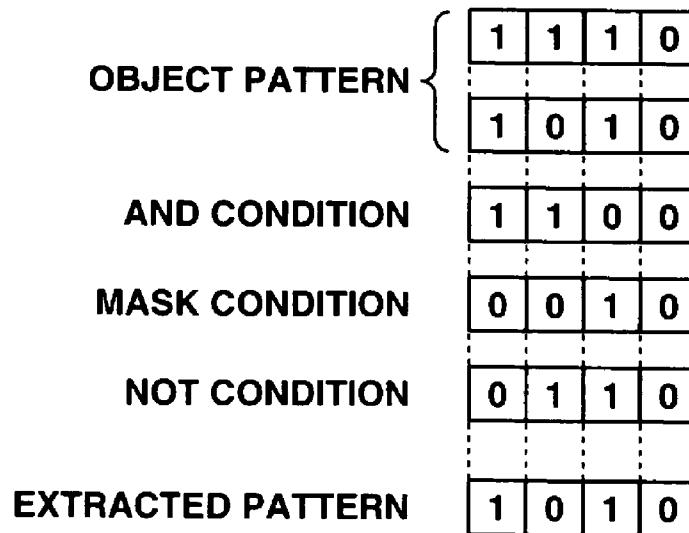 1 1 1 0
OBJECT PATTERN
1 0 1 0
AND CONDITION 1 1 0 0
MASK CONDITION 0 0 1 0
NOT CONDITION 0 1 1 0
EXTRACTED PATTERN 1 0 1 0